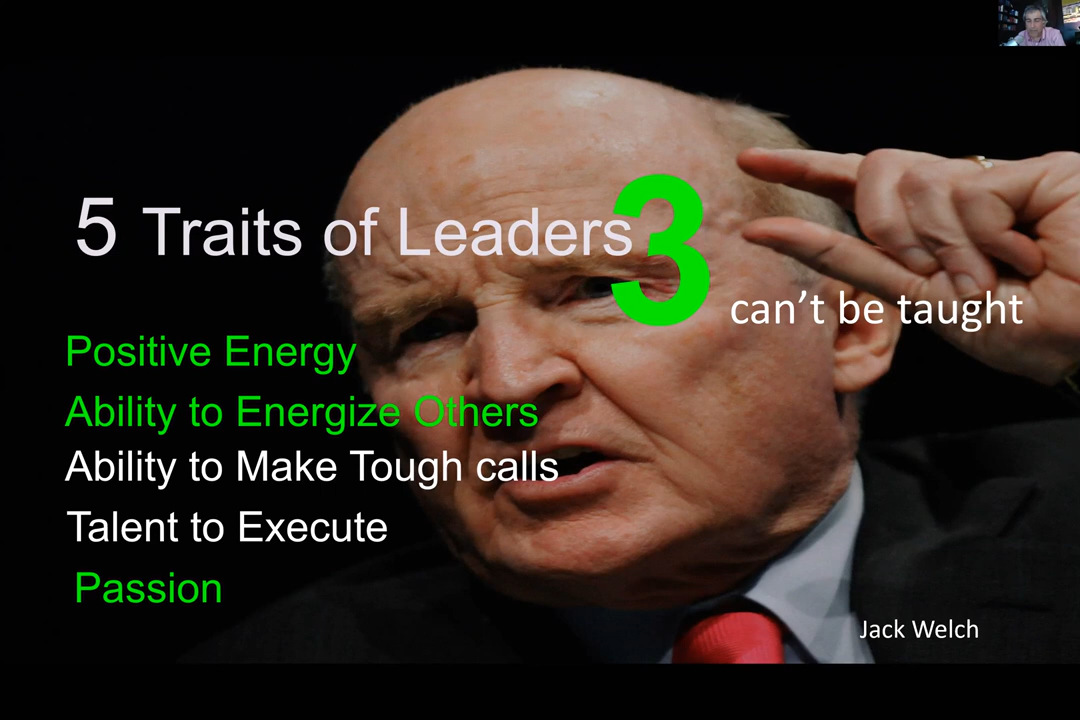 5 Traits of Leaders
3
can't be taught
Positive Energy
Ability to Energize Others
Ability to Make Tough calls
Talent to Execute
Passion
Jack Welch